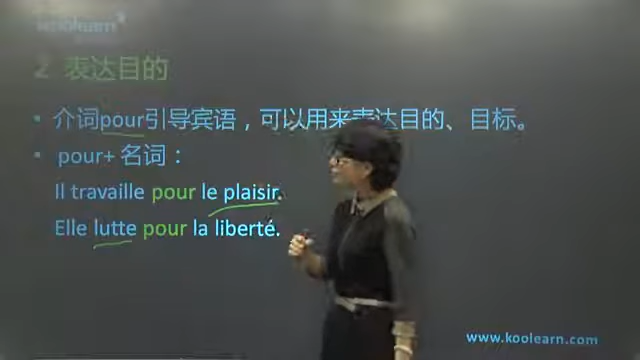 koolearn
2 表达目的
• 介词pour引导宾语，可以用来表达目的、目标。
• pour+ 名词：
Il travaille pour le plaisir.
Elle lutte pour la liberté.
www.koolearn.com